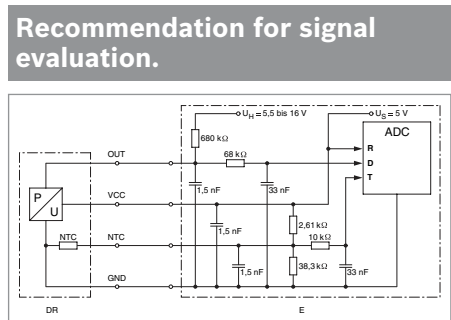 Recommendation for signal
evaluation.
U_H = 5,5 bis 16 V
U_S = 5 V
680 kΩ
ADC
OUT
68 kΩ
R
D
T
P
U
1,5 nF
33 nF
VCC
1,5 nF
2,61 kΩ
NTC
NTC
10 kΩ
1,5 nF
38,3 kΩ
33 nF
GND
DR
E